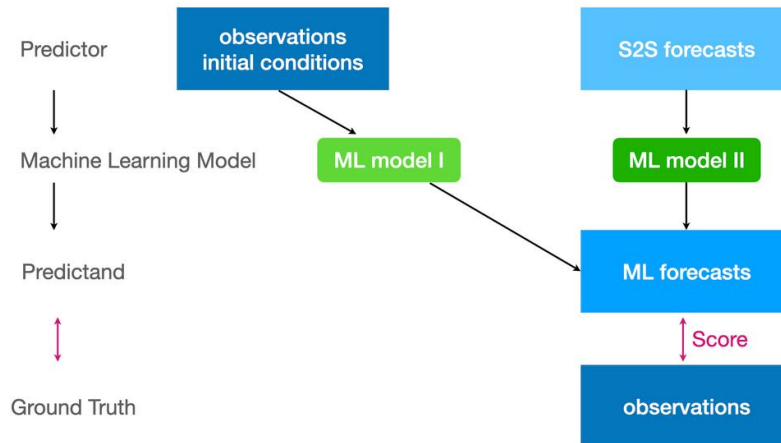 Predictor
observations
initial conditions
S2S forecasts
Machine Learning Model
ML model I
ML model II
Predictand
ML forecasts
Score
Ground Truth
observations